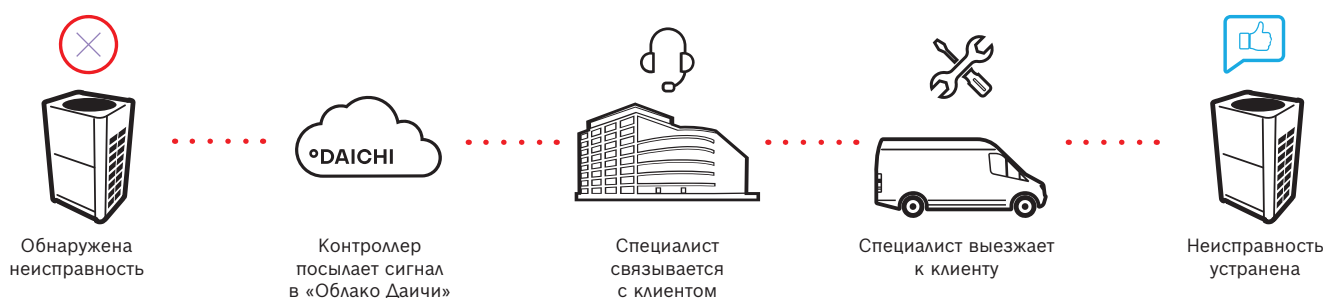 °DAICHI
Обнаружена
неисправность
Контроллер
посылает сигнал
в «Облако Даичи»
Специалист
связывается
с клиентом
Специалист выезжает
к клиенту
Неисправность
устранена